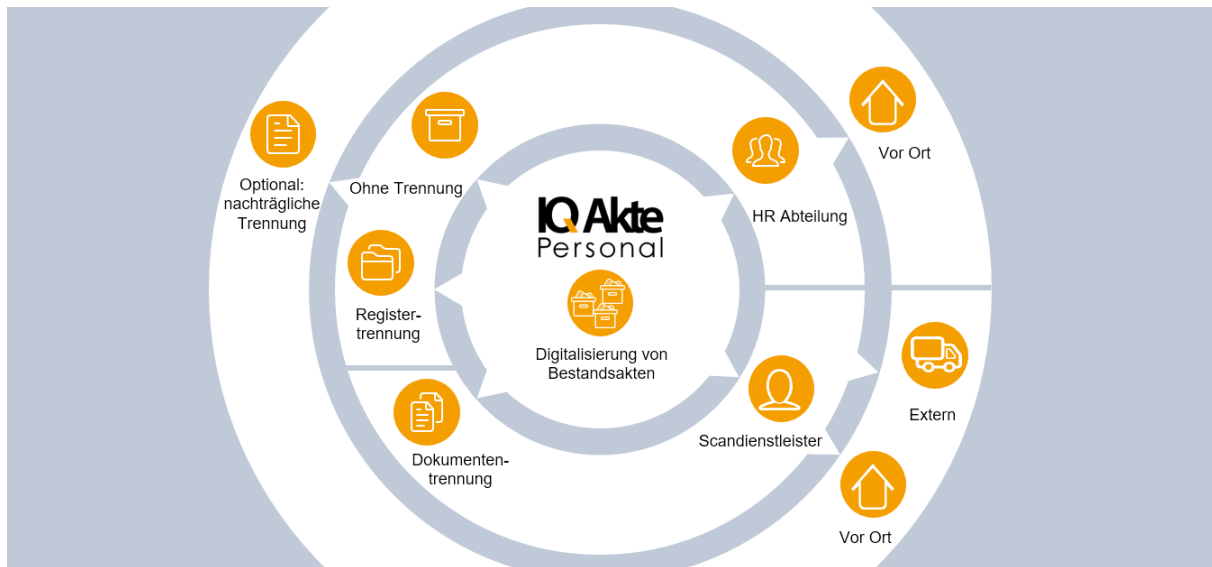 Optional:
nachträgliche
Trennung
Ohne Trennung
Register-
trennung
Dokumenten-
trennung
IQ Akte
Personal
Digitalisierung von
Bestandsakten
HR Abteilung
Vor Ort
Scandienstleister
Extern
Vor Ort